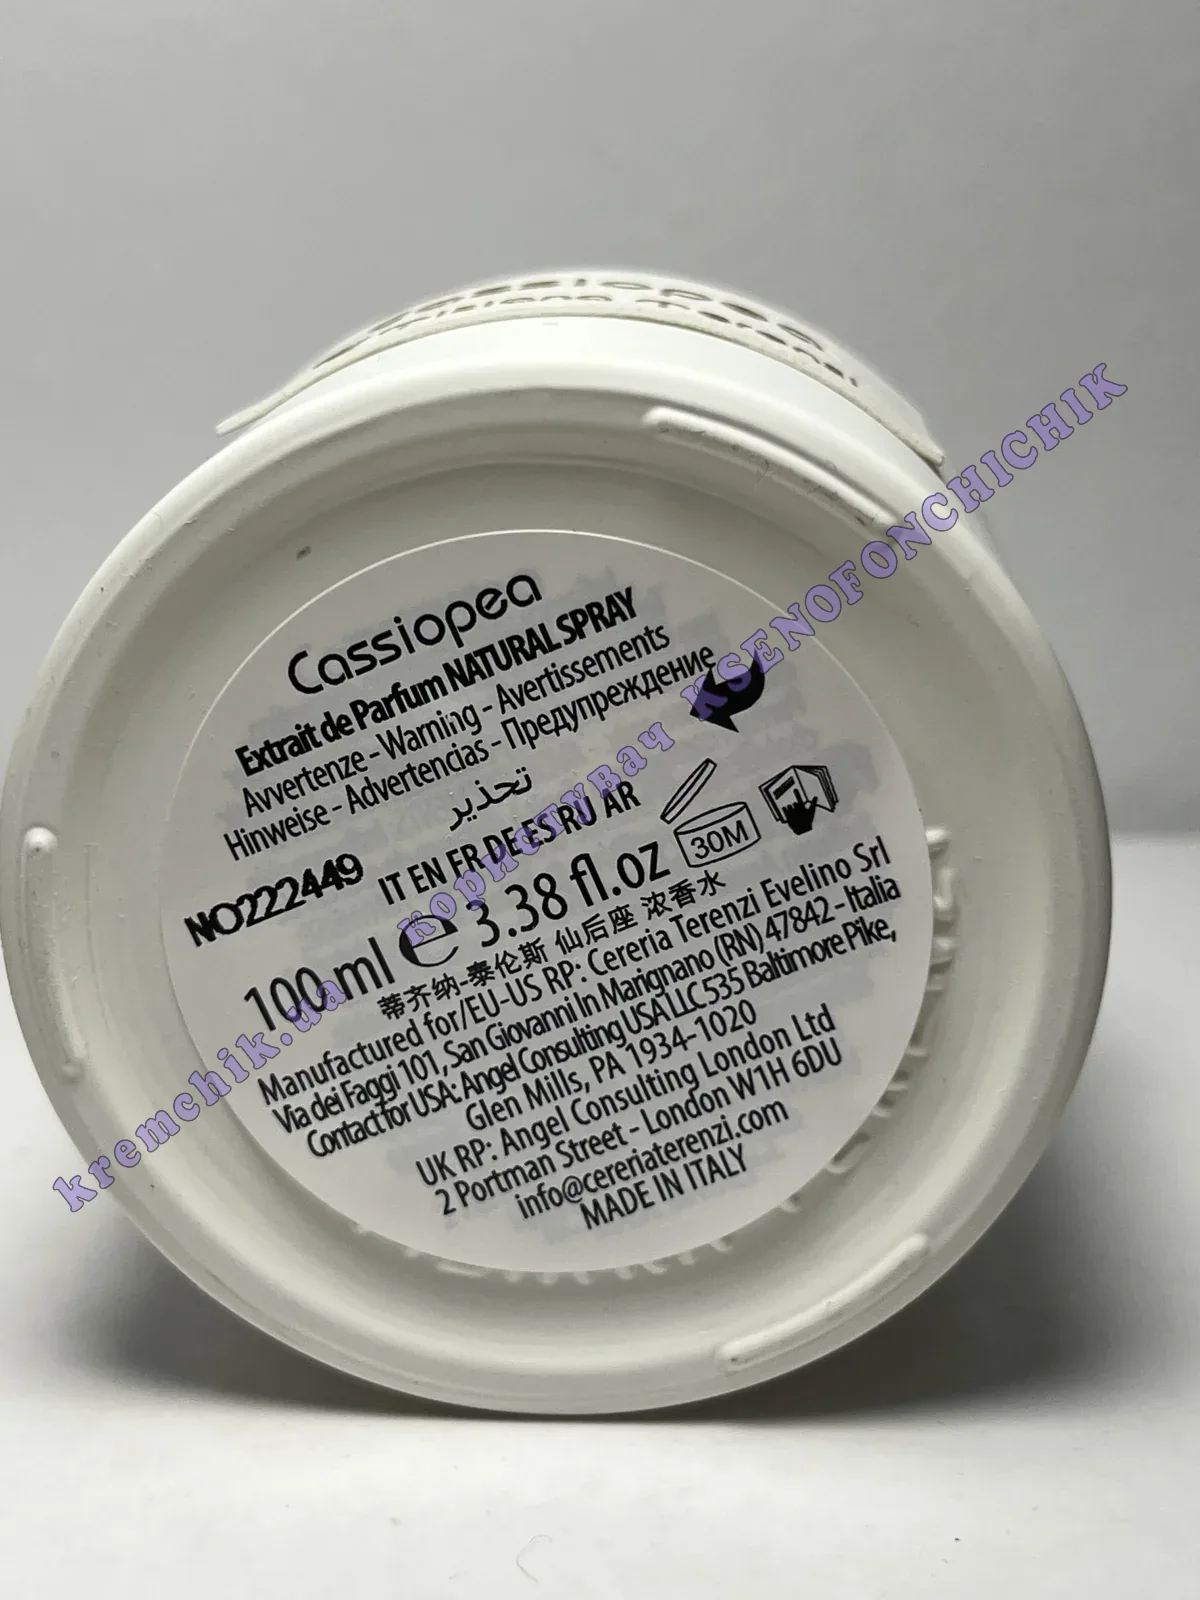 Cassiopea
Tiziana Terenzi
Cassiopea
Extrait de Parfum NATURAL SPRAY
Avvertenze - Warning - Avertissements
Hinweise - Advertencias - Предупреждение
تحذير
IT EN FR DE ES RU AR
NO222449
100 ml e 3.38 fl.oz
30M
蒂齐纳-泰伦斯 仙后座 浓香水
Manufactured for/EU-US RP: Cereria Terenzi Evelino Srl
Via dei Faggi 101, San Giovanni In Marignano (RN) 47842 - Italia
Contact for USA: Angel Consulting USA LLC 535 Baltimore Pike,
Glen Mills, PA 1934-1020
UK RP: Angel Consulting London Ltd
2 Portman Street - London W1H 6DU
info@cereriaterenzi.com
MADE IN ITALY
kremchik.ua користувач KSENOFONCHICHIK